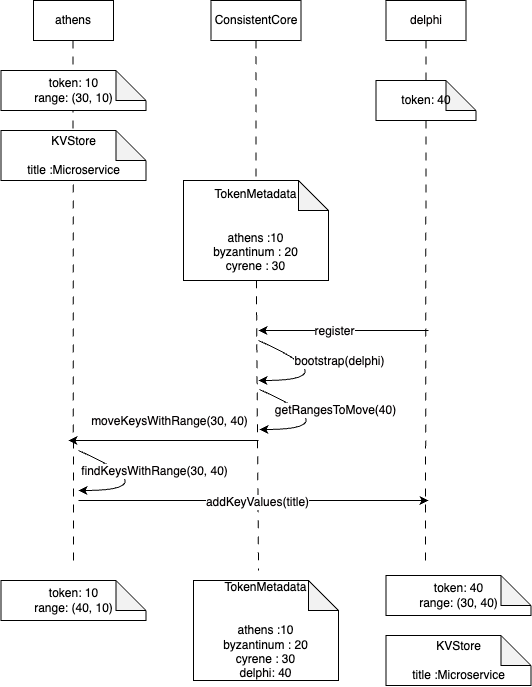 athens
ConsistentCore
delphi
token: 10
range: (30, 10)
token: 40
KVStore
title :Microservice
TokenMetadata
athens :10
byzantinum : 20
cyrene : 30
register
bootstrap(delphi)
getRangesToMove(40)
moveKeysWithRange(30, 40)
findKeysWithRange(30, 40)
addKeyValues(title)
token: 10
range: (40, 10)
TokenMetadata
athens :10
byzantinum : 20
cyrene : 30
delphi: 40
token: 40
range: (30, 40)
KVStore
title :Microservice